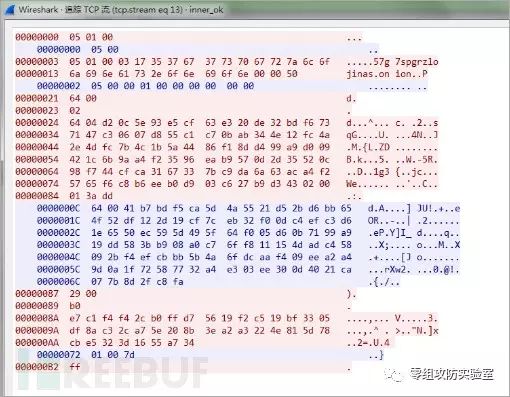 Wireshark · 追踪 TCP 流 (tcp.stream eq 13) · inner_ok
00000000 05 01 00 ...
00000000 05 00 ..
00000003 05 01 00 03 17 35 37 67 37 73 70 67 72 7a 6c 6f .....57g 7spgrzlo
00000013 6a 69 6e 61 73 2e 6f 6e 69 6f 6e 00 00 50 jinas.on ion..P
00000002 05 00 00 01 00 00 00 00 00 00 ........ ..
00000021 64 00 d.
00000023 02 .
00000024 64 04 d2 0c 5e 93 e5 cf 63 e3 20 de 32 bd f6 73 d...^... c. .2..s
00000034 71 47 c3 06 07 d8 55 c1 c7 0b ab 34 4e 12 fc 4a qG....U. ...4N..J
00000044 2e 4d fc 7b 4c 1b 5a 44 86 f1 8d d4 99 a9 d0 09 .M.{L.ZD ........
00000054 42 1c 6b 9a a4 f2 35 96 ea b9 57 0d 2d 35 52 0c B.k...5. ..W.-5R.
00000064 98 f7 44 cf ca 31 67 33 7b c9 da 6a 63 ac a4 f2 ..D..1g3 {..jc...
00000074 57 65 f6 c8 b6 ee b0 d9 03 c6 27 b9 d3 43 02 00 We...... ..'..C..
00000084 01 3a dd .:.
0000000C 64 00 41 b7 bd f5 ca 5d 4a 55 21 d5 2b d6 bb 65 d.A....] JU!.+..e
0000001C 4f 52 df 12 2d 19 cf 7c eb 32 f0 0d c4 ef c3 d6 OR..-..| .2......
0000002C 1e 65 50 ec 59 5d 49 5f 64 f0 05 d6 0b 71 99 a9 .eP.Y]I_ d....q..
0000003C 19 dd 58 3b b9 08 a0 c7 6f f8 11 15 4d ad c4 58 ..X;.... o...M..X
0000004C 09 2b f4 ef cb bb 5b 4a 6f dc aa f4 09 ee a2 a4 .+....[J o.......
0000005C 9d 0a 1f 72 58 77 32 a4 e3 03 ee 30 0d 40 21 ca ...rXw2. ...0.@!.
0000006C 07 7b 8d 2f c8 fa .{./..
00000087 29 00 ).
00000089 b0 .
0000008A e7 c1 f4 f4 2c b0 ff d7 56 19 f2 c5 19 bf 33 05 ....,... V.....3.
0000009A df 8a c3 2c a7 5e 20 8b 3e a2 a3 22 4e 81 5d 78 ...,.^ . >.."N.]x
000000AA cb e5 32 3d 16 55 a7 34 ..2=.U.4
00000072 01 00 7d ..}
000000B2 ff .
REEBUF
零组攻防实验室